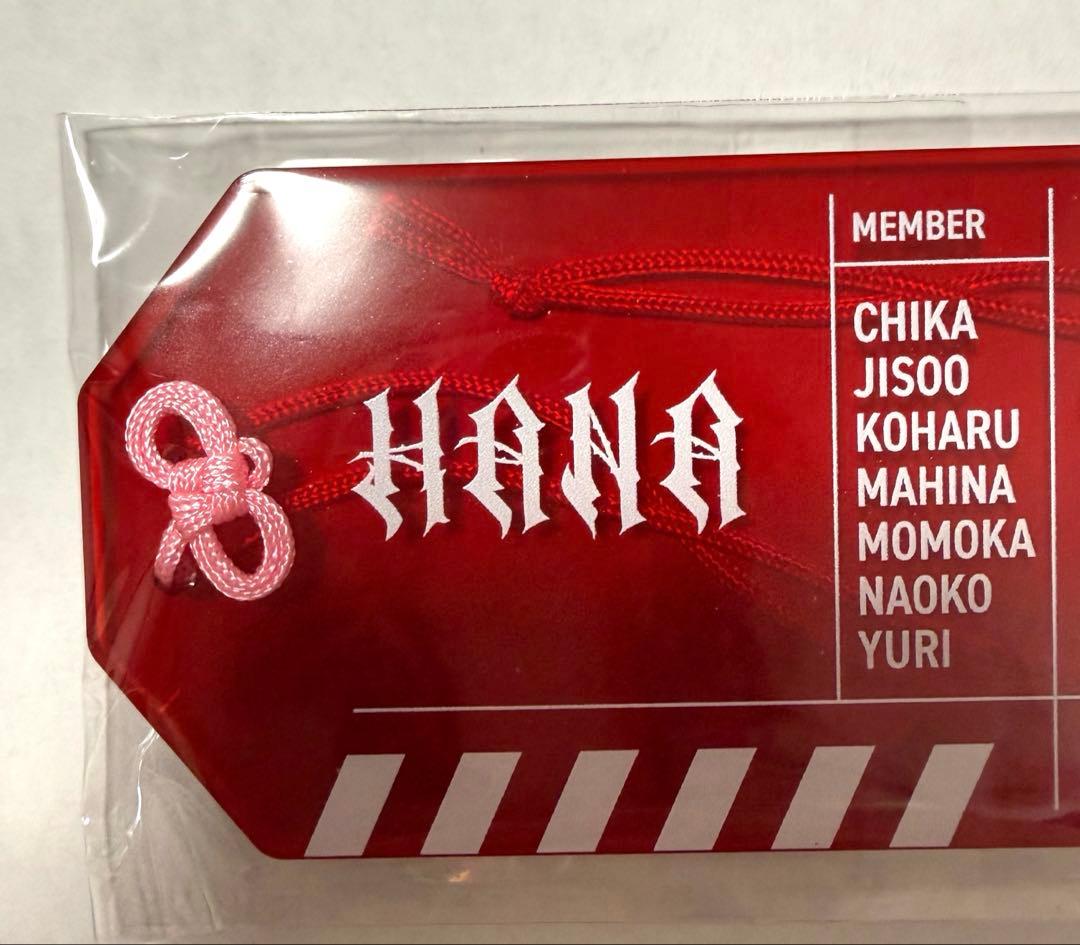 HANA
MEMBER
CHIKA
JISOO
KOHARU
MAHINA
MOMOKA
NAOKO
YURI